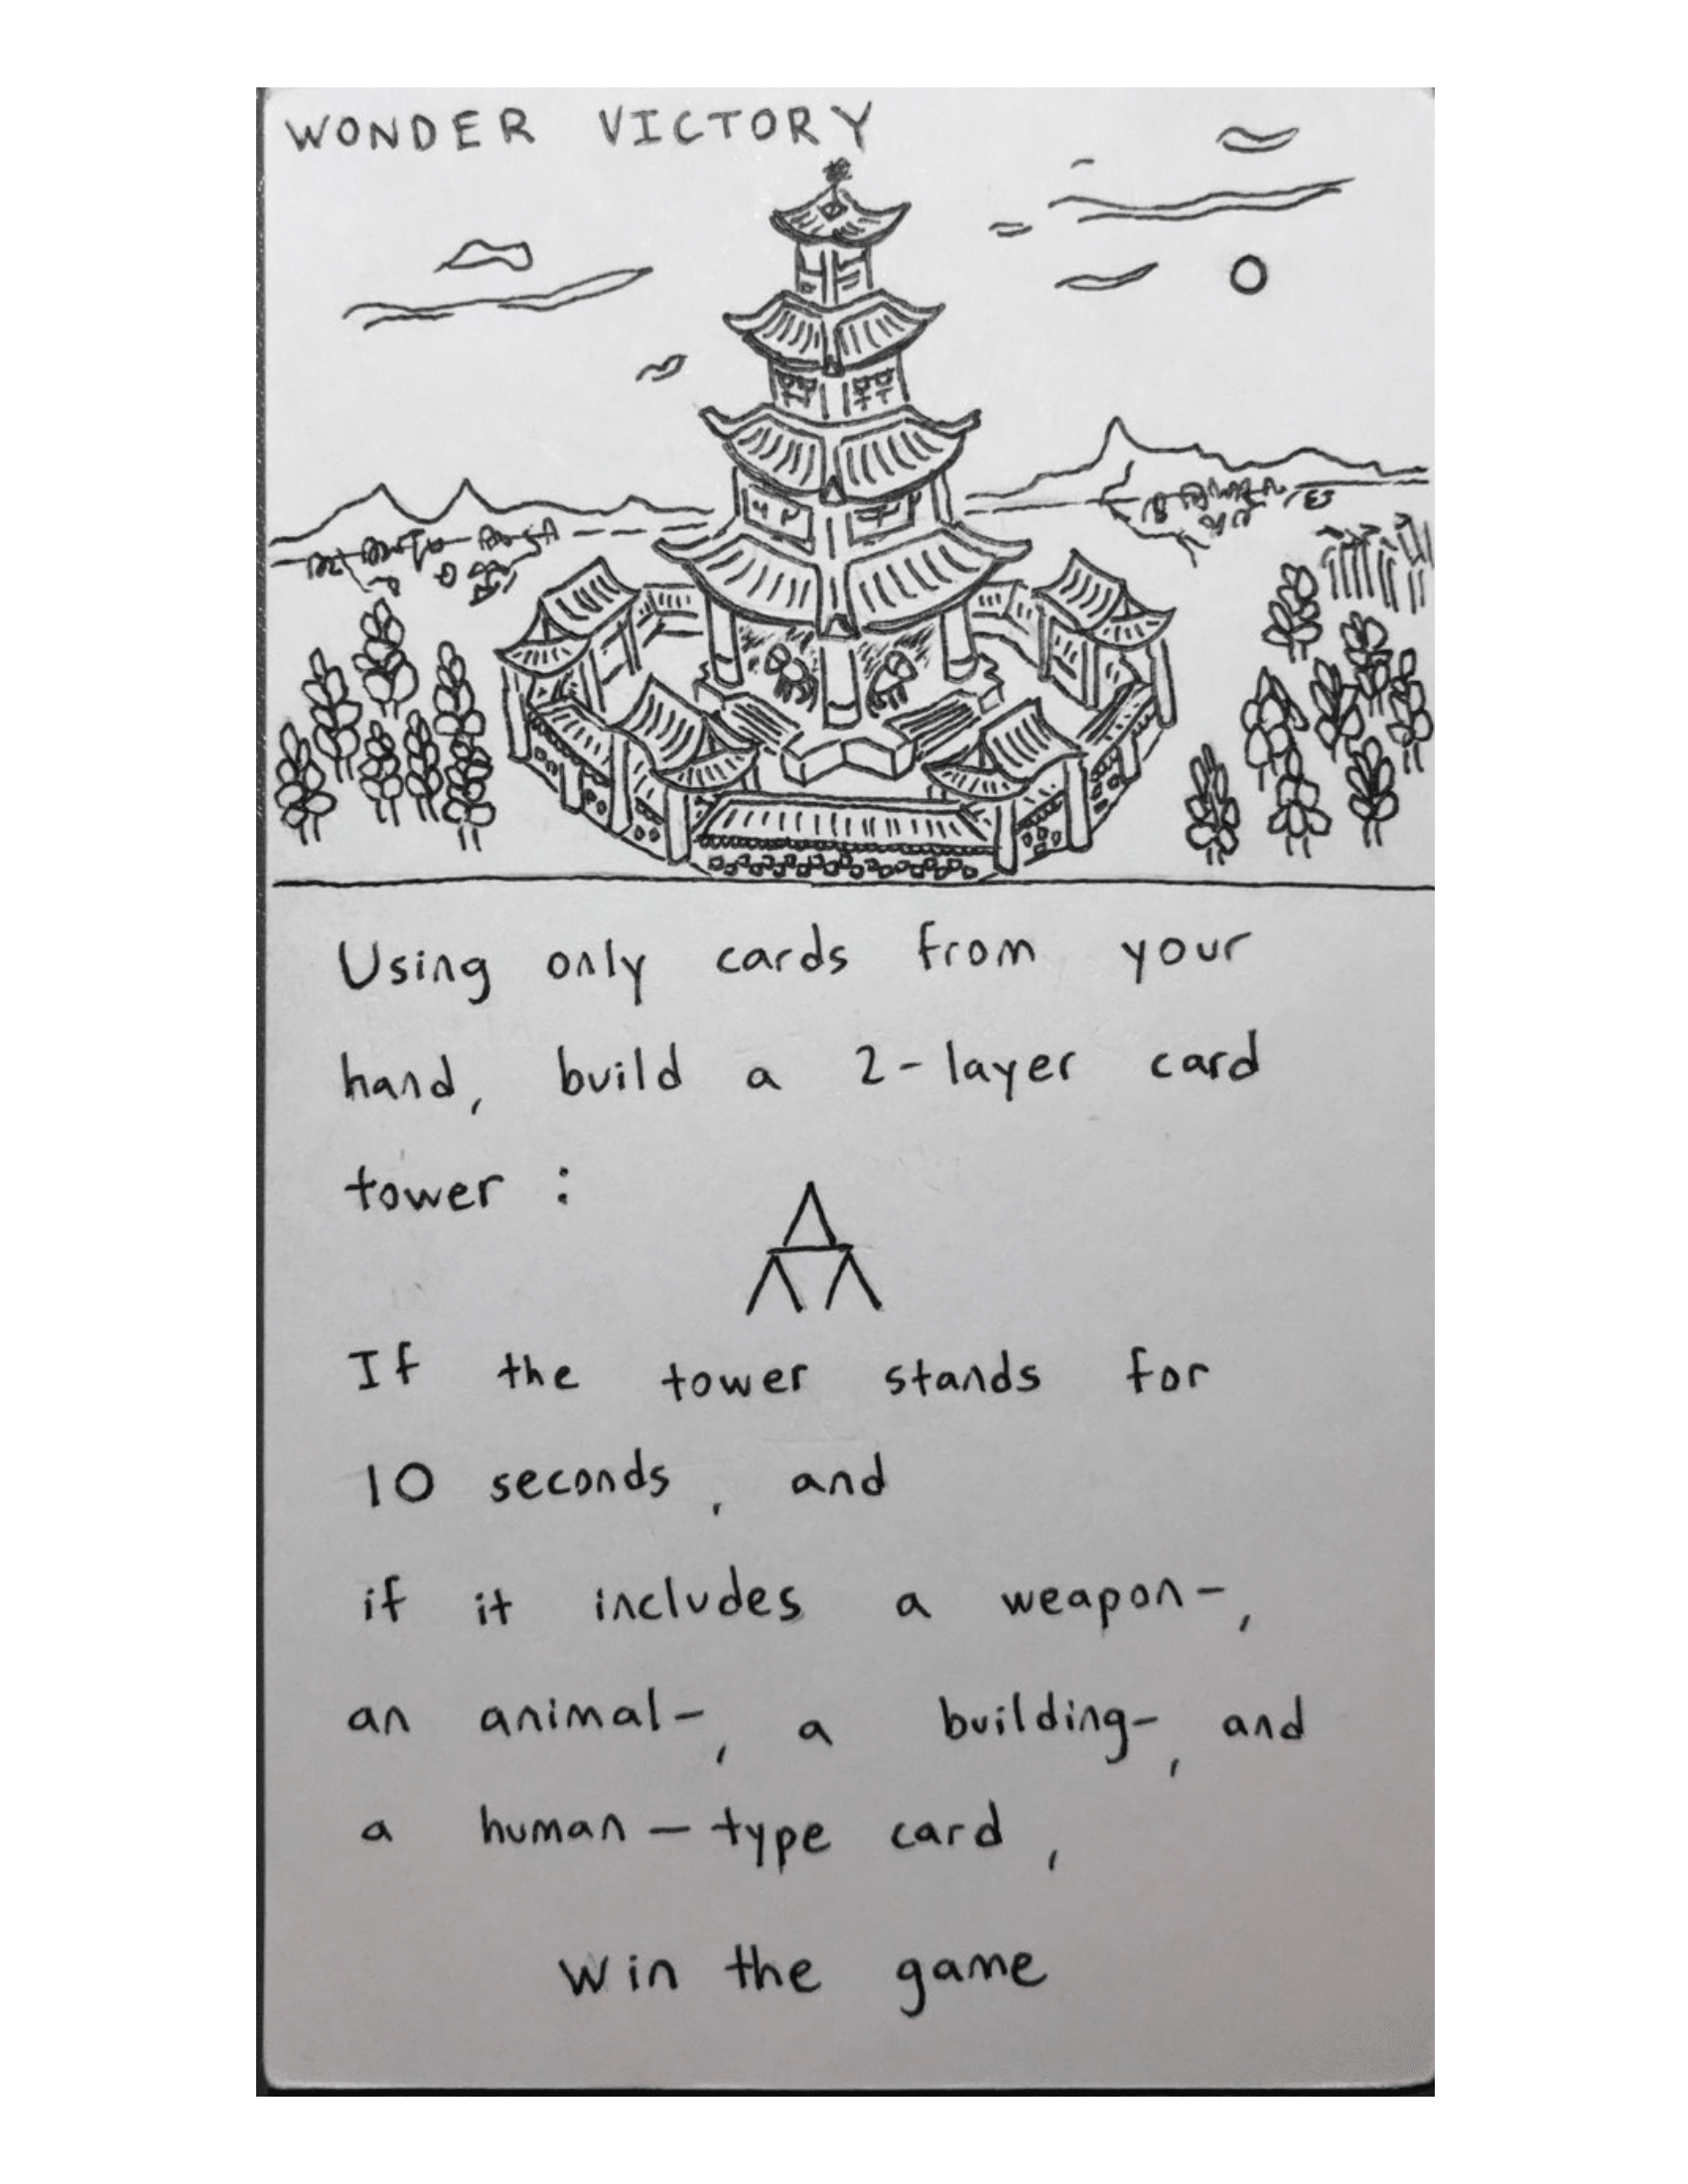 WONDER VICTORY
Using only cards from your
hand, build a 2-layer card
tower :
If the tower stands for
10 seconds, and
if it includes a weapon-,
an animal-, a building-, and
a human-type card,
win the game